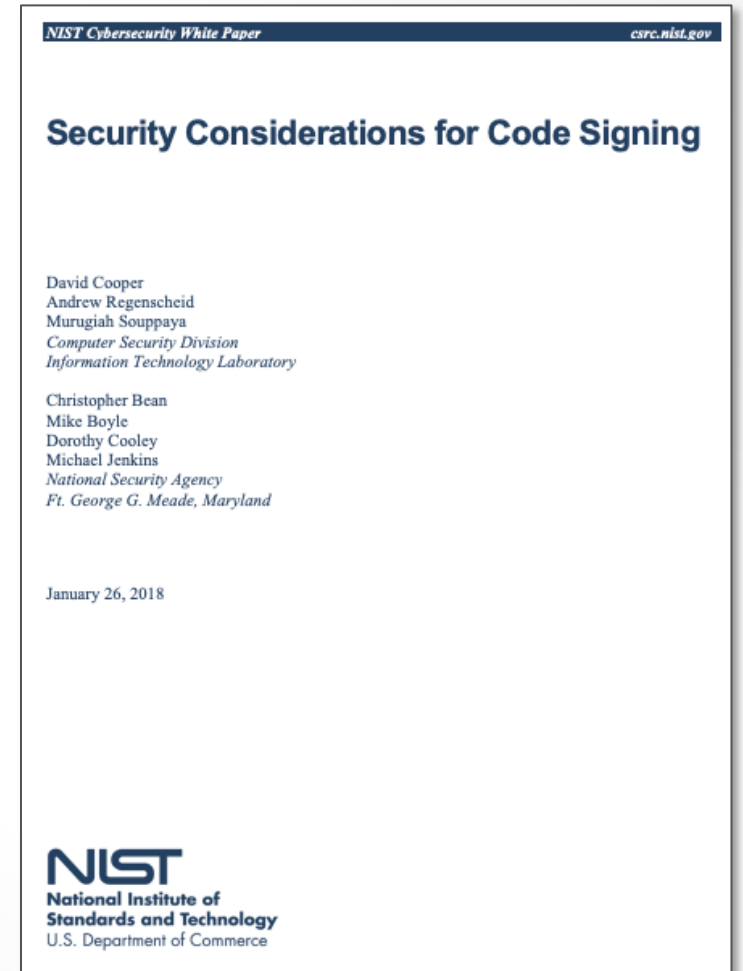 NIST Cybersecurity White Paper
csrc.nist.gov
Security Considerations for Code Signing
David Cooper
Andrew Regenscheid
Murugiah Souppaya
Computer Security Division
Information Technology Laboratory
Christopher Bean
Mike Boyle
Dorothy Cooley
Michael Jenkins
National Security Agency
Ft. George G. Meade, Maryland
January 26, 2018
NIST
National Institute of
Standards and Technology
U.S. Department of Commerce